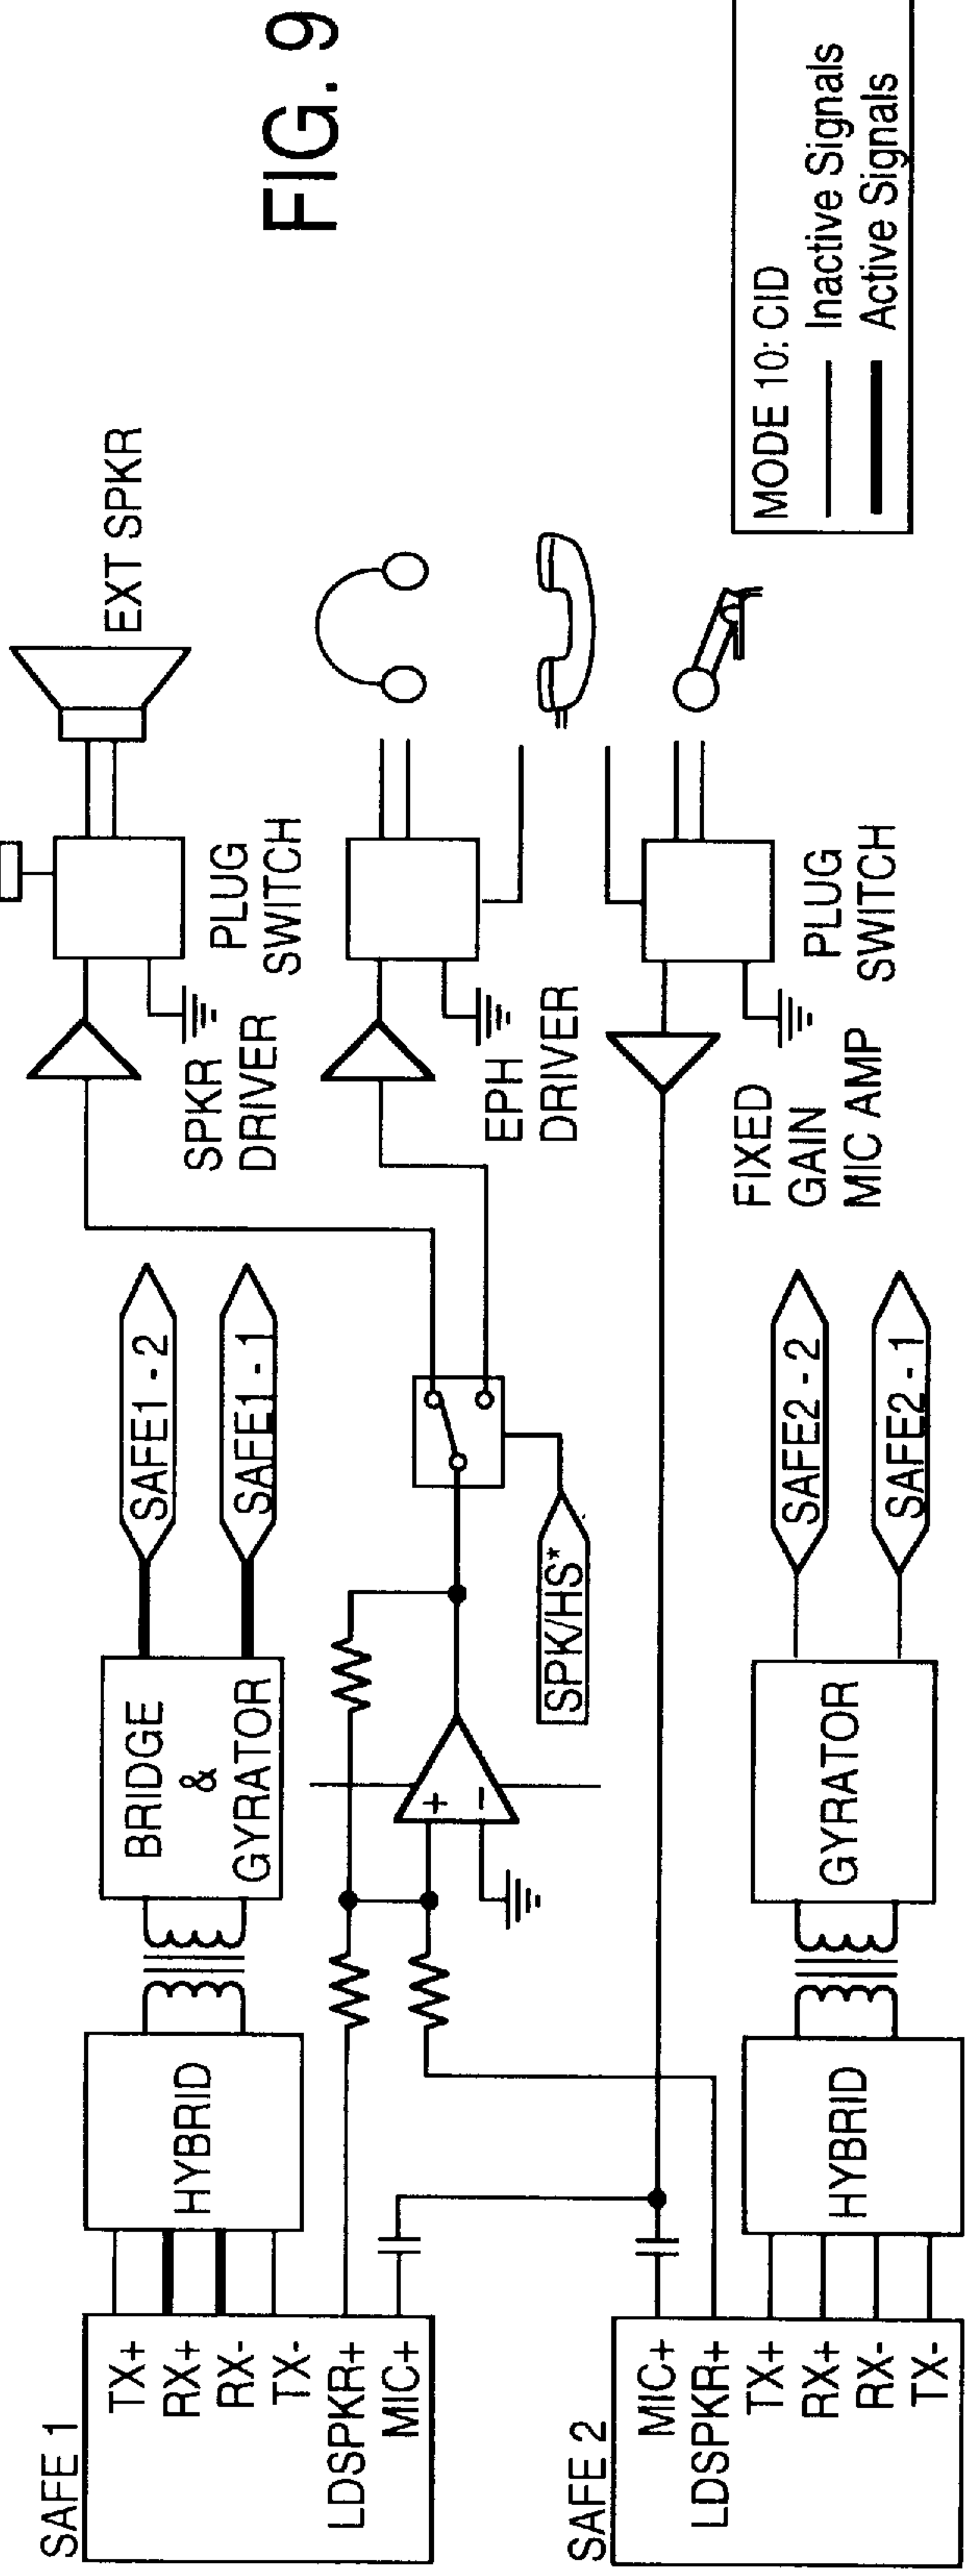 FIG. 9
SAFE 1
TX+
RX+
RX-
TX-
LDSPKR+
MIC+
HYBRID
BRIDGE
&
GYRATOR
SAFE1 - 2
SAFE1 - 1
+
-
SPK/HS*
SPKR
DRIVER
PLUG
SWITCH
EXT SPKR
EPH
DRIVER
SAFE 2
MIC+
LDSPKR+
TX+
RX+
RX-
TX-
HYBRID
GYRATOR
SAFE2 - 2
SAFE2 - 1
FIXED
GAIN
MIC AMP
PLUG
SWITCH
MODE 10: CID
Inactive Signals
Active Signals